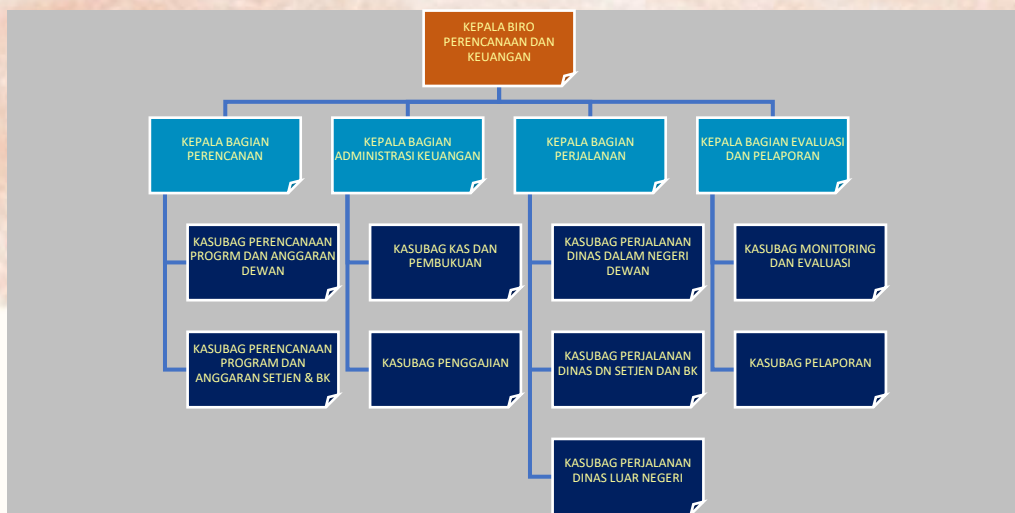 KEPALA BIRO
PERENCANAAN DAN
KEUANGAN
KEPALA BAGIAN
PERENCANAN
KEPALA BAGIAN
ADMINISTRASI KEUANGAN
KEPALA BAGIAN
PERJALANAN
KEPALA BAGIAN EVALUASI
DAN PELAPORAN
KASUBAG PERENCANAAN
PROGRM DAN ANGGARAN
DEWAN
KASUBAG KAS DAN
PEMBUKUAN
KASUBAG PERJALANAN
DINAS DALAM NEGERI
DEWAN
KASUBAG MONITORING
DAN EVALUASI
KASUBAG PERENCANAAN
PROGRAM DAN
ANGGARAN SETJEN & BK
KASUBAG PENGGAJIAN
KASUBAG PERJALANAN
DINAS DN SETJEN DAN BK
KASUBAG PELAPORAN
KASUBAG PERJALANAN
DINAS LUAR NEGERI